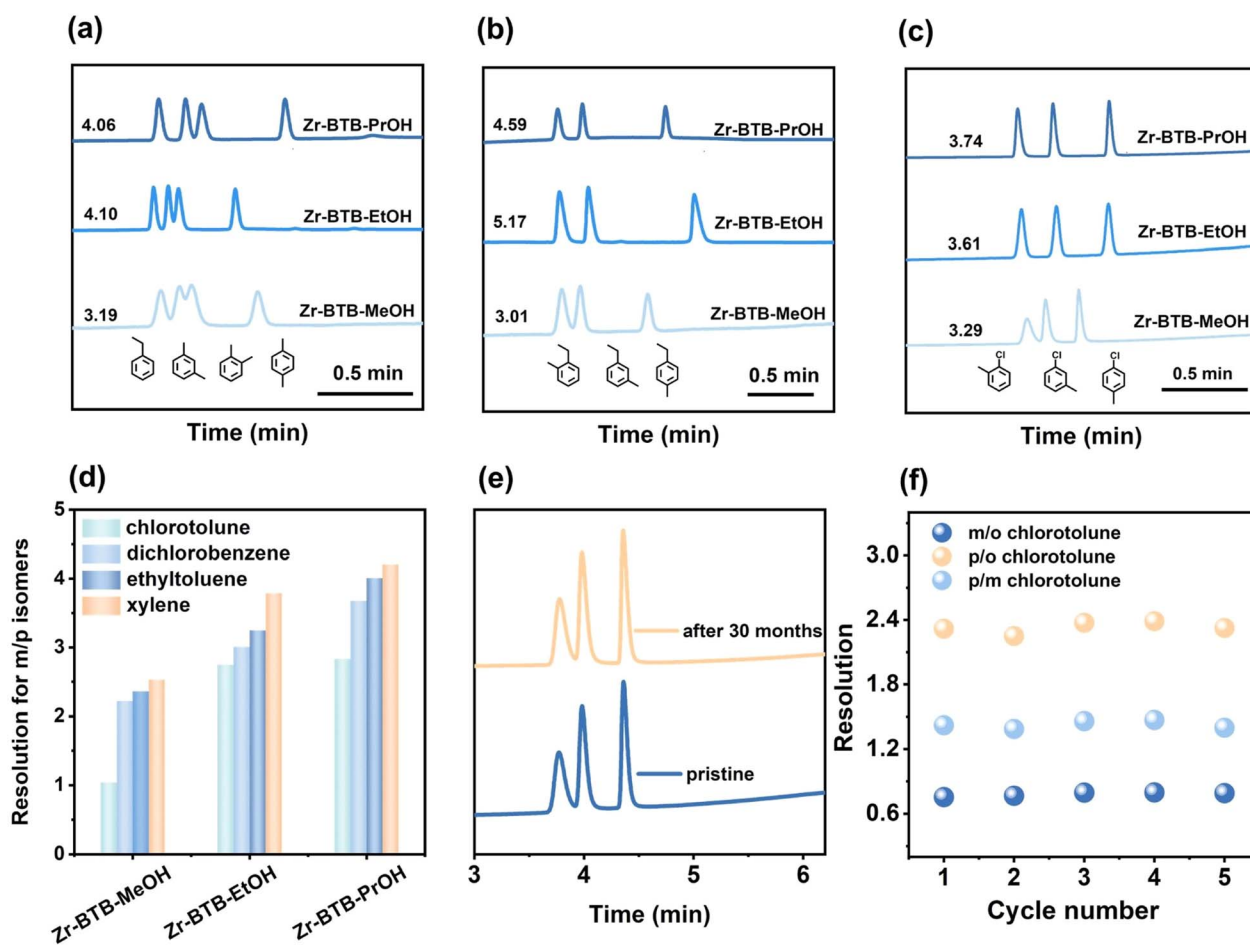 (a)
4.06
Zr-BTB-PrOH
4.10
Zr-BTB-EtOH
3.19
Zr-BTB-MeOH
0.5 min
Time (min)
(b)
4.59
Zr-BTB-PrOH
5.17
Zr-BTB-EtOH
3.01
Zr-BTB-MeOH
0.5 min
Time (min)
(c)
3.74
Zr-BTB-PrOH
3.61
Zr-BTB-EtOH
3.29
Zr-BTB-MeOH
Cl
Cl
Cl
0.5 min
Time (min)
(d)
Resolution for m/p isomers
5
4
3
2
1
0
chlorotolune
dichlorobenzene
ethyltoluene
xylene
Zr-BTB-MeOH
Zr-BTB-EtOH
Zr-BTB-PrOH
(e)
after 30 months
pristine
3 4 5 6
Time (min)
(f)
Resolution
3.0
2.4
1.8
1.2
0.6
m/o chlorotolune
p/o chlorotolune
p/m chlorotolune
1 2 3 4 5
Cycle number